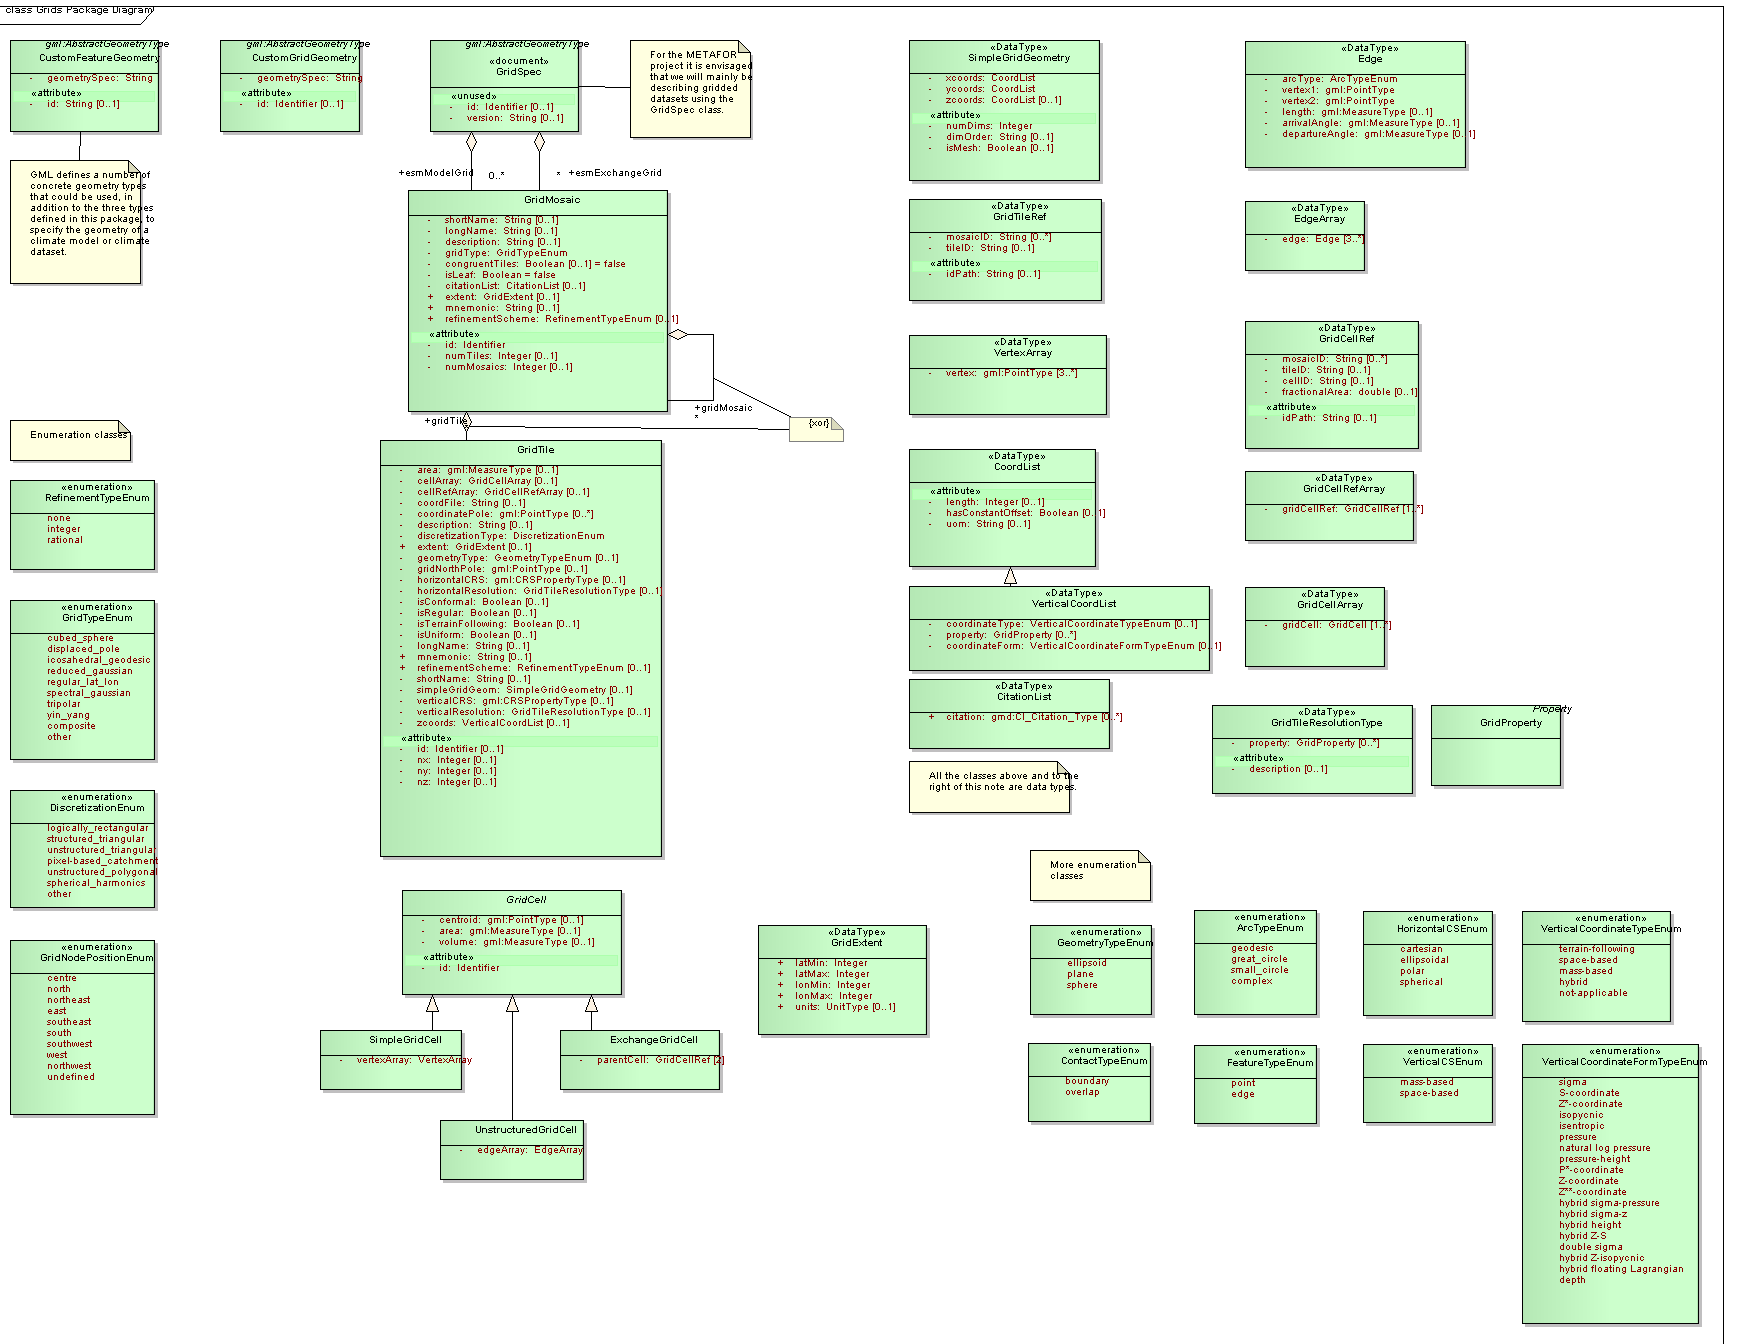 class Grids Package Diagram
gml:AbstractGeometryType
CustomFeatureGeometry
- geometrySpec: String
«attribute»
- id: String [0..1]
GML defines a number of
concrete geometry types
that could be used, in
addition to the three types
defined in this package, to
specify the geometry of a
climate model or climate
dataset.
gml:AbstractGeometryType
CustomGridGeometry
- geometrySpec: String
«attribute»
- id: Identifier [0..1]
gml:AbstractGeometryType
«document»
GridSpec
«unused»
- id: Identifier [0..1]
- version: String [0..1]
For the METAFOR
project it is envisaged
that we will mainly be
describing gridded
datasets using the
GridSpec class.
+esmModelGrid
0..*
* +esmExchangeGrid
GridMosaic
- shortName: String [0..1]
- longName: String [0..1]
- description: String [0..1]
- gridType: GridTypeEnum
- congruentTiles: Boolean [0..1] = false
- isLeaf: Boolean = false
- citationList: CitationList [0..1]
+ extent: GridExtent [0..1]
+ mnemonic: String [0..1]
+ refinementScheme: RefinementTypeEnum [0..1]
«attribute»
- id: Identifier
- numTiles: Integer [0..1]
- numMosaics: Integer [0..1]
+gridMosaic
*
{xor}
+gridTile
GridTile
- area: gml:MeasureType [0..1]
- cellArray: GridCellArray [0..1]
- cellRefArray: GridCellRefArray [0..1]
- coordFile: String [0..1]
- coordinatePole: gml:PointType [0..*]
- description: String [0..1]
- discretizationType: DiscretizationEnum
+ extent: GridExtent [0..1]
- geometryType: GeometryTypeEnum [0..1]
- gridNorthPole: gml:PointType [0..1]
- horizontalCRS: gml:CRSPropertyType [0..1]
- horizontalResolution: GridTileResolutionType [0..1]
- isConformal: Boolean [0..1]
- isRegular: Boolean [0..1]
- isTerrainFollowing: Boolean [0..1]
- isUniform: Boolean [0..1]
- longName: String [0..1]
+ mnemonic: String [0..1]
+ refinementScheme: RefinementTypeEnum [0..1]
- shortName: String [0..1]
- simpleGridGeom: SimpleGridGeometry [0..1]
- verticalCRS: gml:CRSPropertyType [0..1]
- verticalResolution: GridTileResolutionType [0..1]
- zcoords: VerticalCoordList [0..1]
«attribute»
- id: Identifier [0..1]
- nx: Integer [0..1]
- ny: Integer [0..1]
- nz: Integer [0..1]
GridCell
- centroid: gml:PointType [0..1]
- area: gml:MeasureType [0..1]
- volume: gml:MeasureType [0..1]
«attribute»
- id: Identifier
SimpleGridCell
- vertexArray: VertexArray
ExchangeGridCell
- parentCell: GridCellRef [2]
UnstructuredGridCell
- edgeArray: EdgeArray
Enumeration classes
«enumeration»
RefinementTypeEnum
none
integer
rational
«enumeration»
GridTypeEnum
cubed_sphere
displaced_pole
icosahedral_geodesic
reduced_gaussian
regular_lat_lon
spectral_gaussian
tripolar
yin_yang
composite
other
«enumeration»
DiscretizationEnum
logically_rectangular
structured_triangular
unstructured_triangular
pixel-based_catchment
unstructured_polygonal
spherical_harmonics
other
«enumeration»
GridNodePositionEnum
centre
north
northeast
east
southeast
south
southwest
west
northwest
undefined
«DataType»
SimpleGridGeometry
- xcoords: CoordList
- ycoords: CoordList
- zcoords: CoordList [0..1]
«attribute»
- numDims: Integer
- dimOrder: String [0..1]
- isMesh: Boolean [0..1]
«DataType»
GridTileRef
- mosaicID: String [0..*]
- tileID: String [0..1]
«attribute»
- idPath: String [0..1]
«DataType»
VertexArray
- vertex: gml:PointType [3..*]
«DataType»
CoordList
«attribute»
- length: Integer [0..1]
- hasConstantOffset: Boolean [0..1]
- uom: String [0..1]
«DataType»
VerticalCoordList
- coordinateType: VerticalCoordinateTypeEnum [0..1]
- property: GridProperty [0..*]
- coordinateForm: VerticalCoordinateFormTypeEnum [0..1]
«DataType»
CitationList
+ citation: gmd:CI_Citation_Type [0..*]
All the classes above and to the
right of this note are data types.
«DataType»
Edge
- arcType: ArcTypeEnum
- vertex1: gml:PointType
- vertex2: gml:PointType
- length: gml:MeasureType [0..1]
- arrivalAngle: gml:MeasureType [0..1]
- departureAngle: gml:MeasureType [0..1]
«DataType»
EdgeArray
- edge: Edge [3..*]
«DataType»
GridCellRef
- mosaicID: String [0..*]
- tileID: String [0..1]
- cellID: String [0..1]
- fractionalArea: double [0..1]
«attribute»
- idPath: String [0..1]
«DataType»
GridCellRefArray
- gridCellRef: GridCellRef [1..*]
«DataType»
GridCellArray
- gridCell: GridCell [1..*]
«DataType»
GridTileResolutionType
- property: GridProperty [0..*]
«attribute»
- description [0..1]
Property
GridProperty
More enumeration
classes
«DataType»
GridExtent
+ latMin: Integer
+ latMax: Integer
+ lonMin: Integer
+ lonMax: Integer
+ units: UnitType [0..1]
«enumeration»
GeometryTypeEnum
ellipsoid
plane
sphere
«enumeration»
ArcTypeEnum
geodesic
great_circle
small_circle
complex
«enumeration»
HorizontalCSEnum
cartesian
ellipsoidal
polar
spherical
«enumeration»
VerticalCoordinateTypeEnum
terrain-following
space-based
mass-based
hybrid
not-applicable
«enumeration»
ContactTypeEnum
boundary
overlap
«enumeration»
FeatureTypeEnum
point
edge
«enumeration»
VerticalCSEnum
mass-based
space-based
«enumeration»
VerticalCoordinateFormTypeEnum
sigma
S-coordinate
Z*-coordinate
isopycnic
isentropic
pressure
natural log pressure
pressure-height
P*-coordinate
Z-coordinate
Z**-coordinate
hybrid sigma-pressure
hybrid sigma-z
hybrid height
hybrid Z-S
double sigma
hybrid Z-isopycnic
hybrid floating Lagrangian
depth